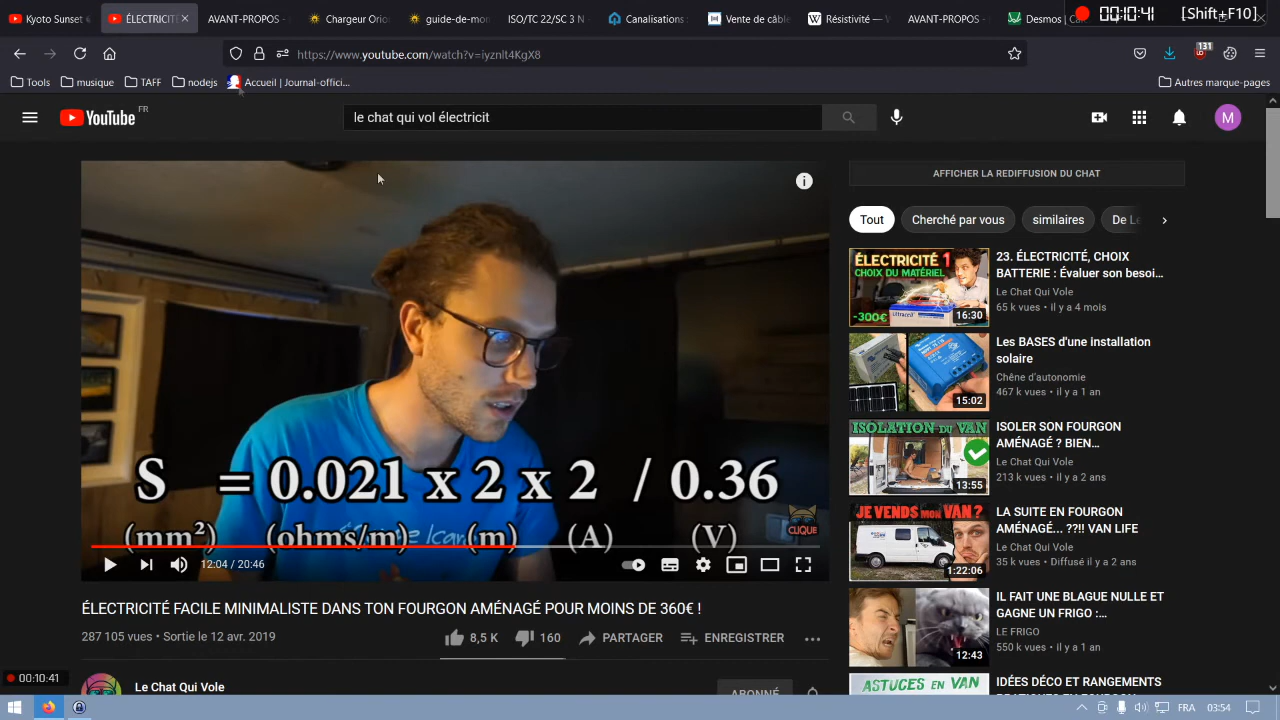 Kyoto Sunset
ÉLECTRICITÉ
AVANT-PROPOS -
Chargeur Orio
guide-de-mo
ISO/TC 22/SC 3 N
Canalisations
Vente de câble
Résistivité —
AVANT-PROPOS -
Desmos |
00:10:41
[Shift+F10]
https://www.youtube.com/watch?v=iyznlt4KgX8
131
Tools
musique
TAFF
nodejs
Accueil | Journal-offici...
Autres marque-pages
YouTube
FR
le chat qui vol électricit
M
S = 0.021 x 2 x 2 / 0.36
(mm²) (ohms/m) (m) (A) (V)
CLIQUE
12:04 / 20:46
ÉLECTRICITÉ FACILE MINIMALISTE DANS TON FOURGON AMÉNAGÉ POUR MOINS DE 360€ !
287 105 vues • Sortie le 12 avr. 2019
8,5 K
160
PARTAGER
ENREGISTRER
Le Chat Qui Vole
ABONNÉ
AFFICHER LA REDIFFUSION DU CHAT
Tout
Cherché par vous
similaires
De Le
ÉLECTRICITÉ 1
CHOIX DU MATÉRIEL
-300€
Ultracell
16:30
23. ÉLECTRICITÉ, CHOIX
BATTERIE : Évaluer son besoi...
Le Chat Qui Vole
65 k vues • il y a 4 mois
15:02
Les BASES d'une installation
solaire
Chêne d'autonomie
467 k vues • il y a 1 an
ISOLATION DU VAN
13:55
ISOLER SON FOURGON
AMÉNAGÉ ? BIEN...
Le Chat Qui Vole
213 k vues • il y a 2 ans
JE VENDS MON VAN ?
1:22:06
LA SUITE EN FOURGON
AMÉNAGÉ... ??!! VAN LIFE
Le Chat Qui Vole
35 k vues • Diffusé il y a 2 ans
12:43
IL FAIT UNE BLAGUE NULLE ET
GAGNE UN FRIGO :...
LE FRIGO
550 k vues • il y a 1 an
ASTUCES EN VAN
IDÉES DÉCO ET RANGEMENTS
00:10:41
FRA
03:54